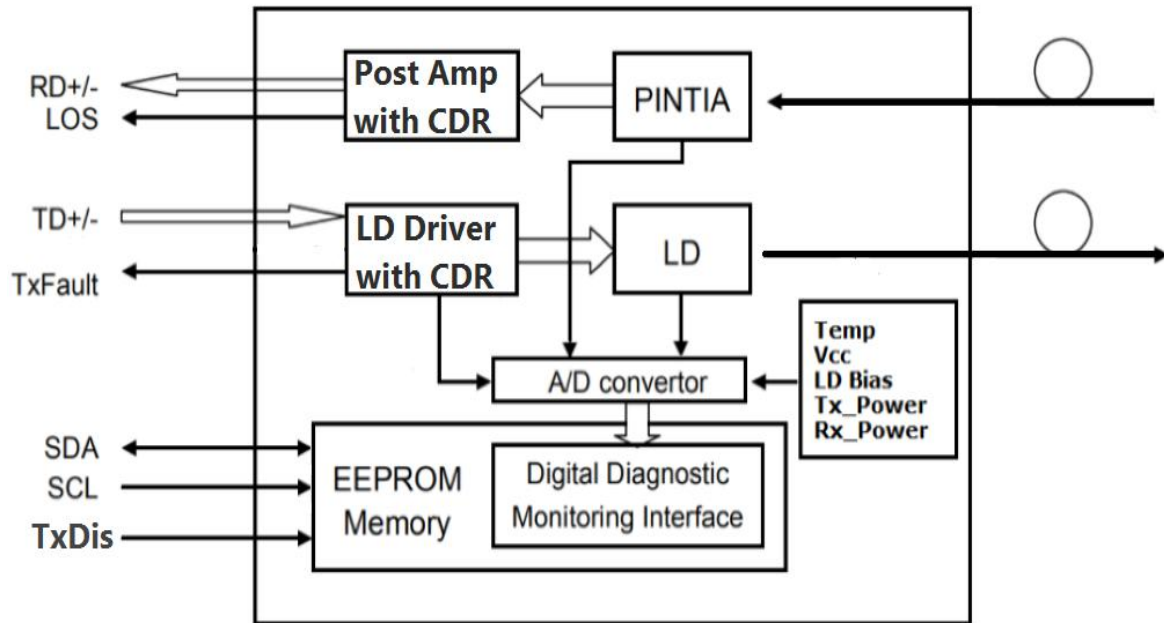 RD+/-
LOS
Post Amp
with CDR
PINTIA
TD+/-
TxFault
LD Driver
with CDR
LD
Temp
Vcc
LD Bias
Tx_Power
Rx_Power
A/D convertor
SDA
SCL
TxDis
EEPROM
Memory
Digital Diagnostic
Monitoring Interface